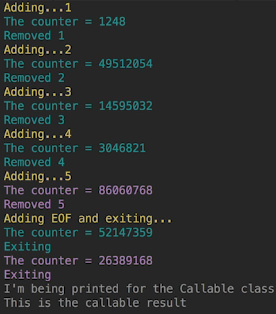 Adding...1
The counter = 1248
Removed 1
Adding...2
The counter = 49512054
Removed 2
Adding...3
The counter = 14595032
Removed 3
Adding...4
The counter = 3046821
Removed 4
Adding...5
The counter = 86060768
Removed 5
Adding EOF and exiting...
The counter = 52147359
Exiting
The counter = 26389168
Exiting
I'm being printed for the Callable class
This is the callable result